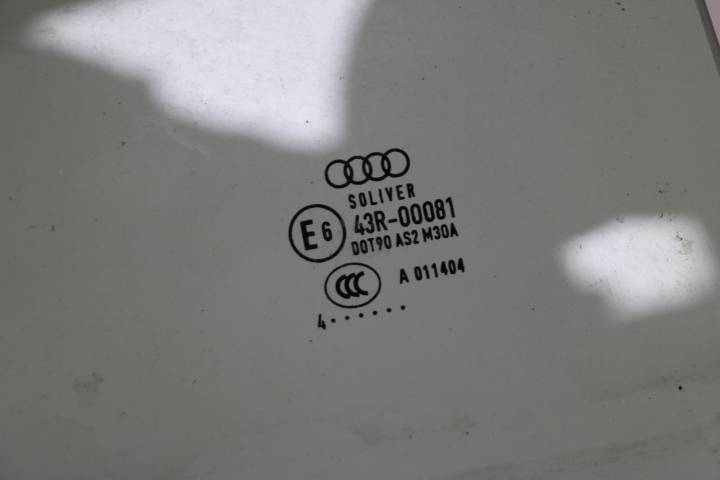 SOLIVER
E6 43R-00081
DOT90 AS2 M30A
CCC A 011404
4······